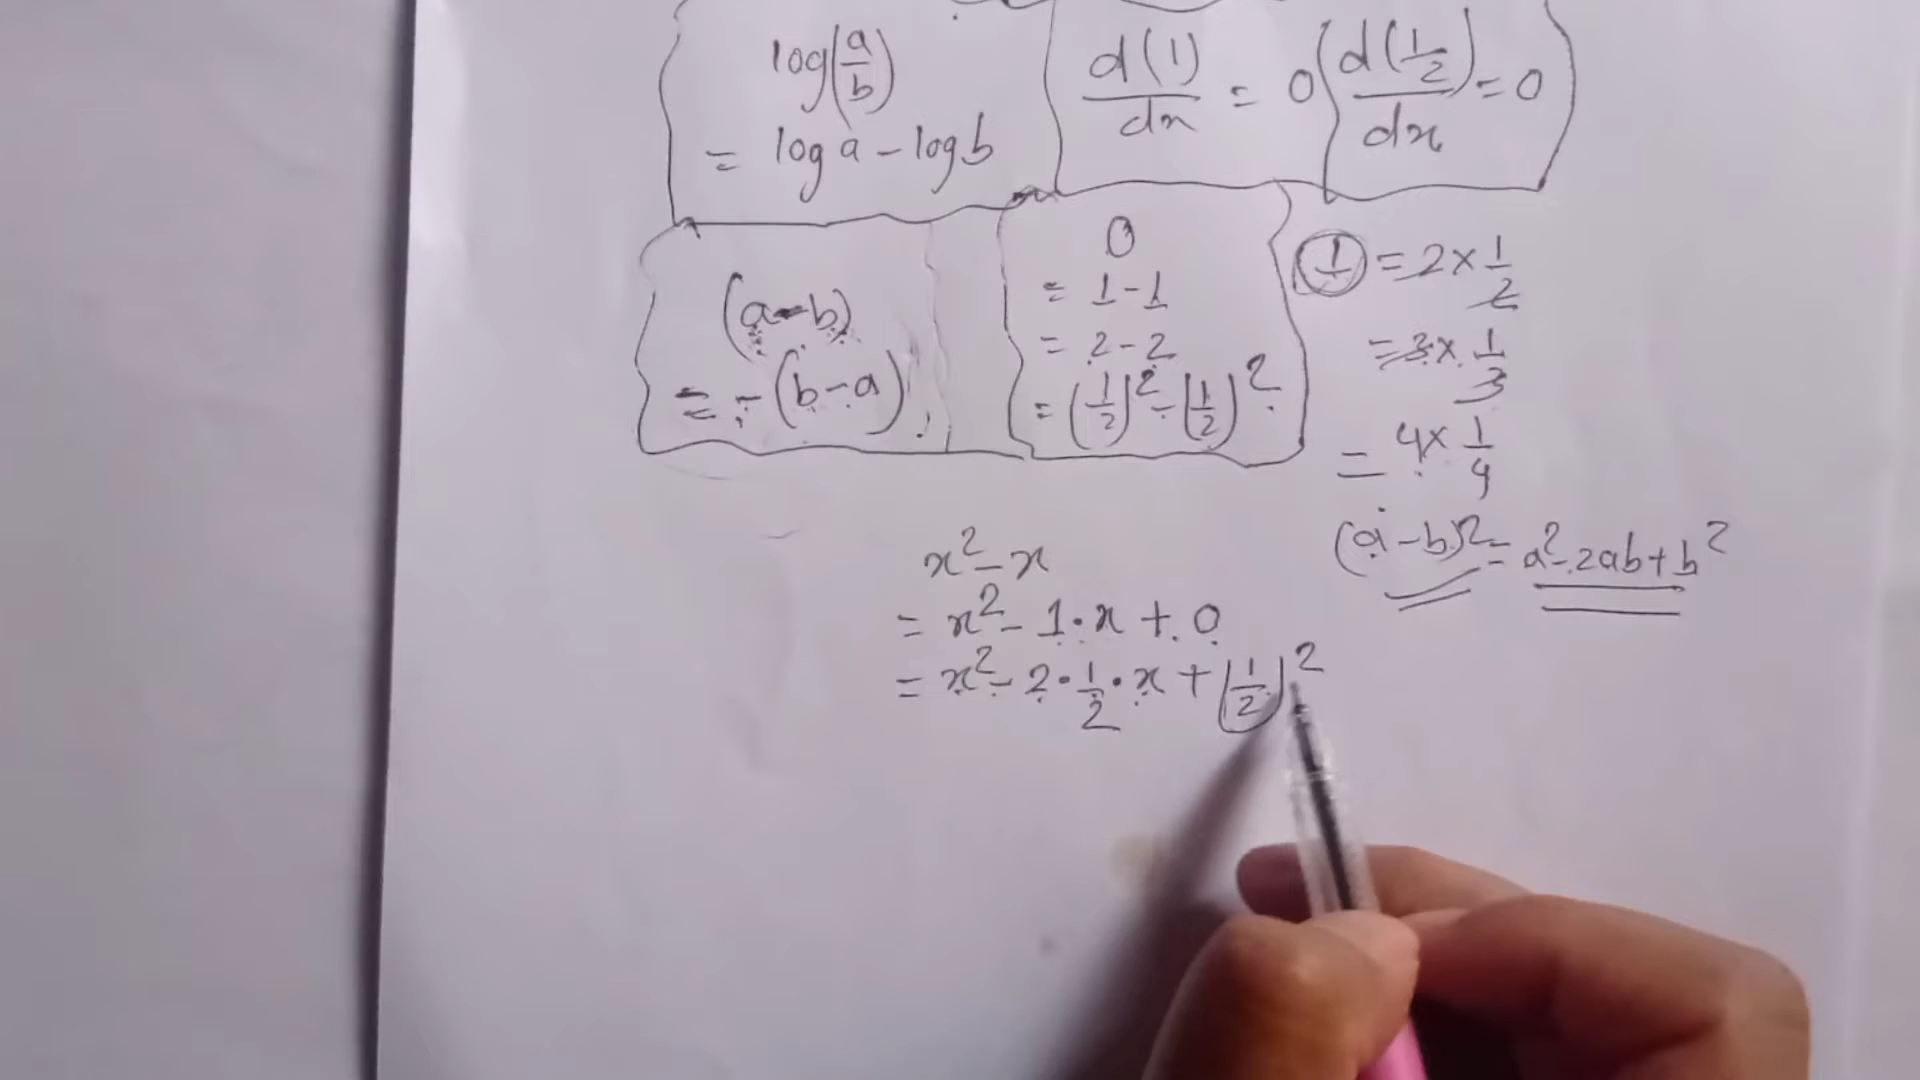 log(a/b)
= log a - log b
d(1)/dx = 0
d(1/2)/dx = 0
(a-b)
= -(b-a)
0
= 1-1
= 2-2
= (1/2)² - (1/2)²
1 = 2×1/2
= 3×1/3
= 4×1/4
(a-b)² = a²-2ab+b²
x²-x
= x²-1·x+0
= x²-2·1/2·x+(1/2)²